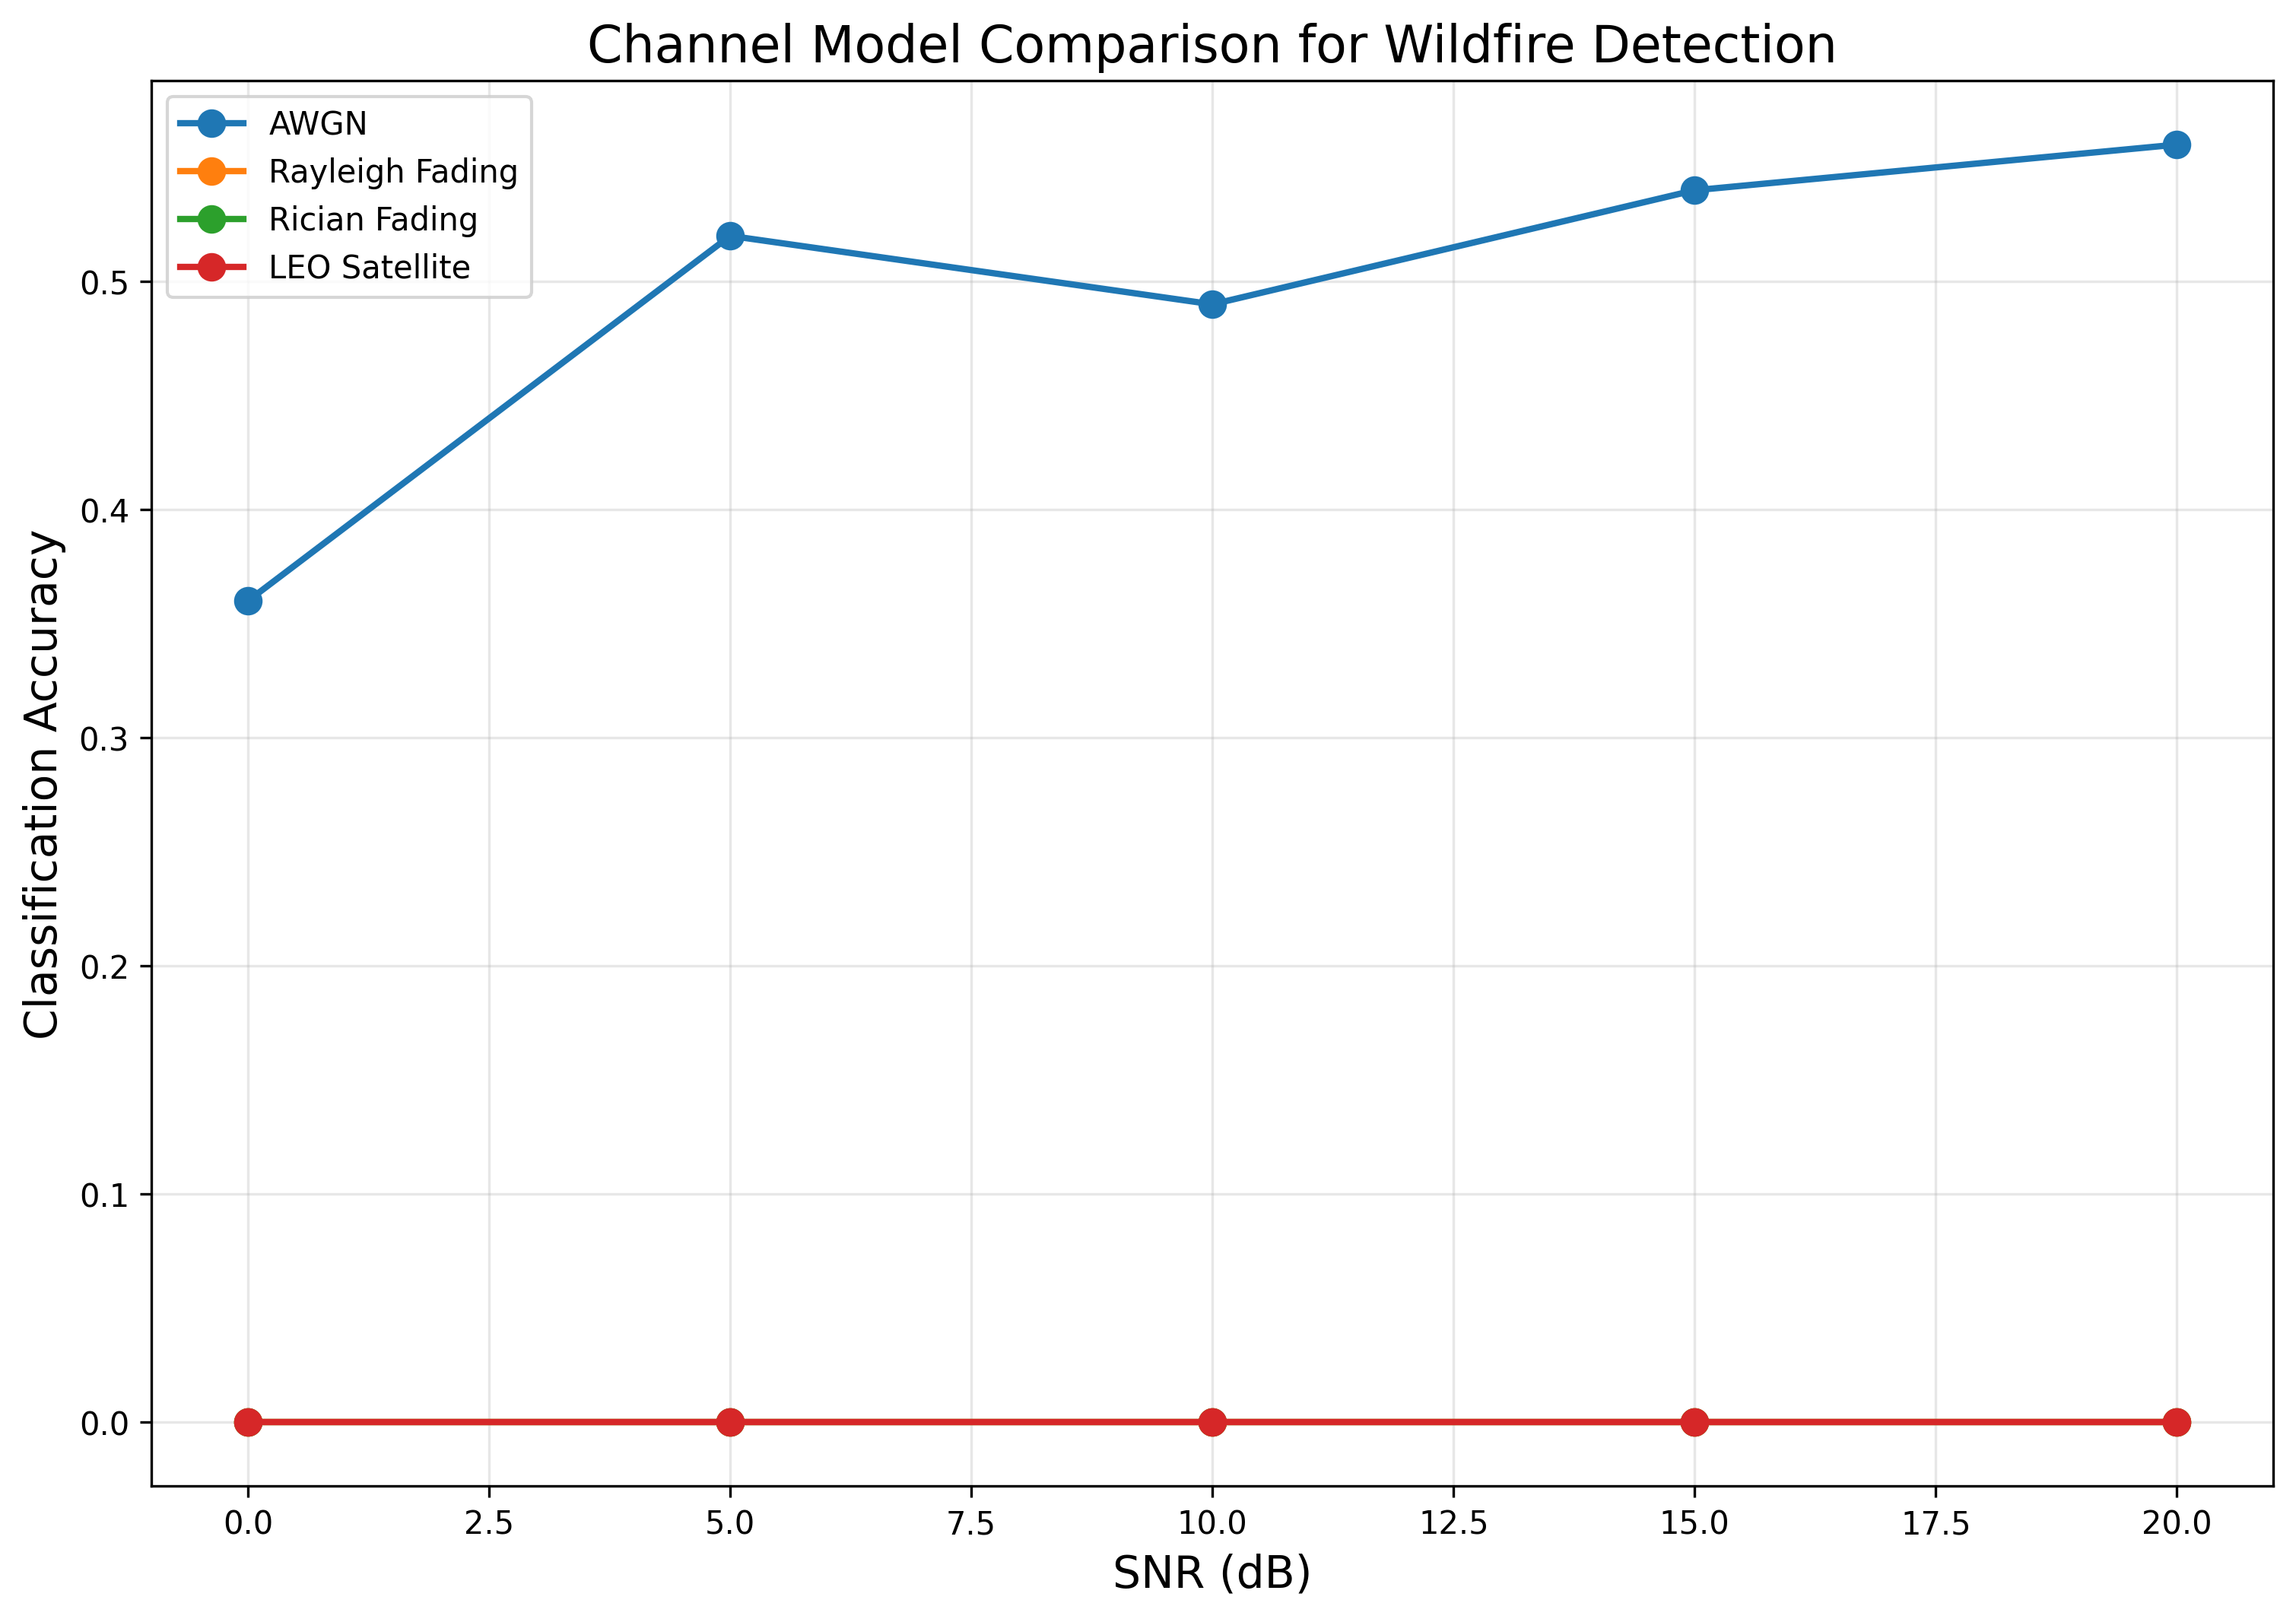 Channel Model Comparison for Wildfire Detection
AWGN
Rayleigh Fading
Rician Fading
LEO Satellite
Classification Accuracy
0.5
0.4
0.3
0.2
0.1
0.0
0.0 2.5 5.0 7.5 10.0 12.5 15.0 17.5 20.0
SNR (dB)